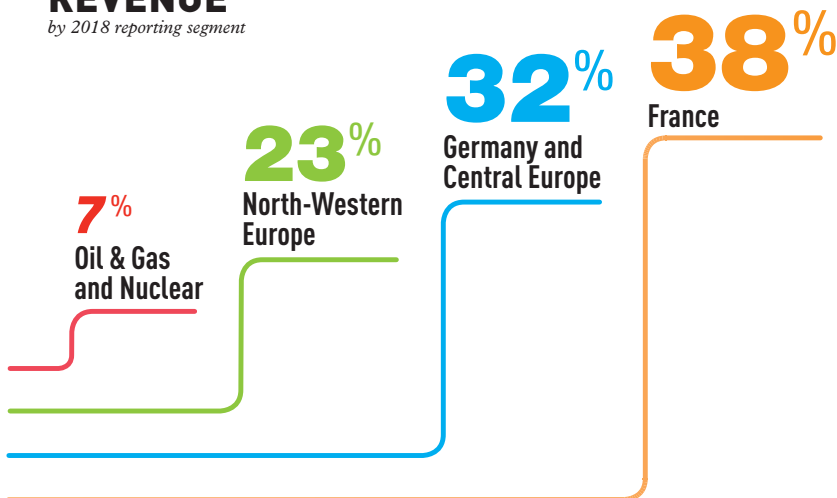 REVENUE
by 2018 reporting segment
38%
France
32%
Germany and
Central Europe
23%
North-Western
Europe
7%
Oil & Gas
and Nuclear